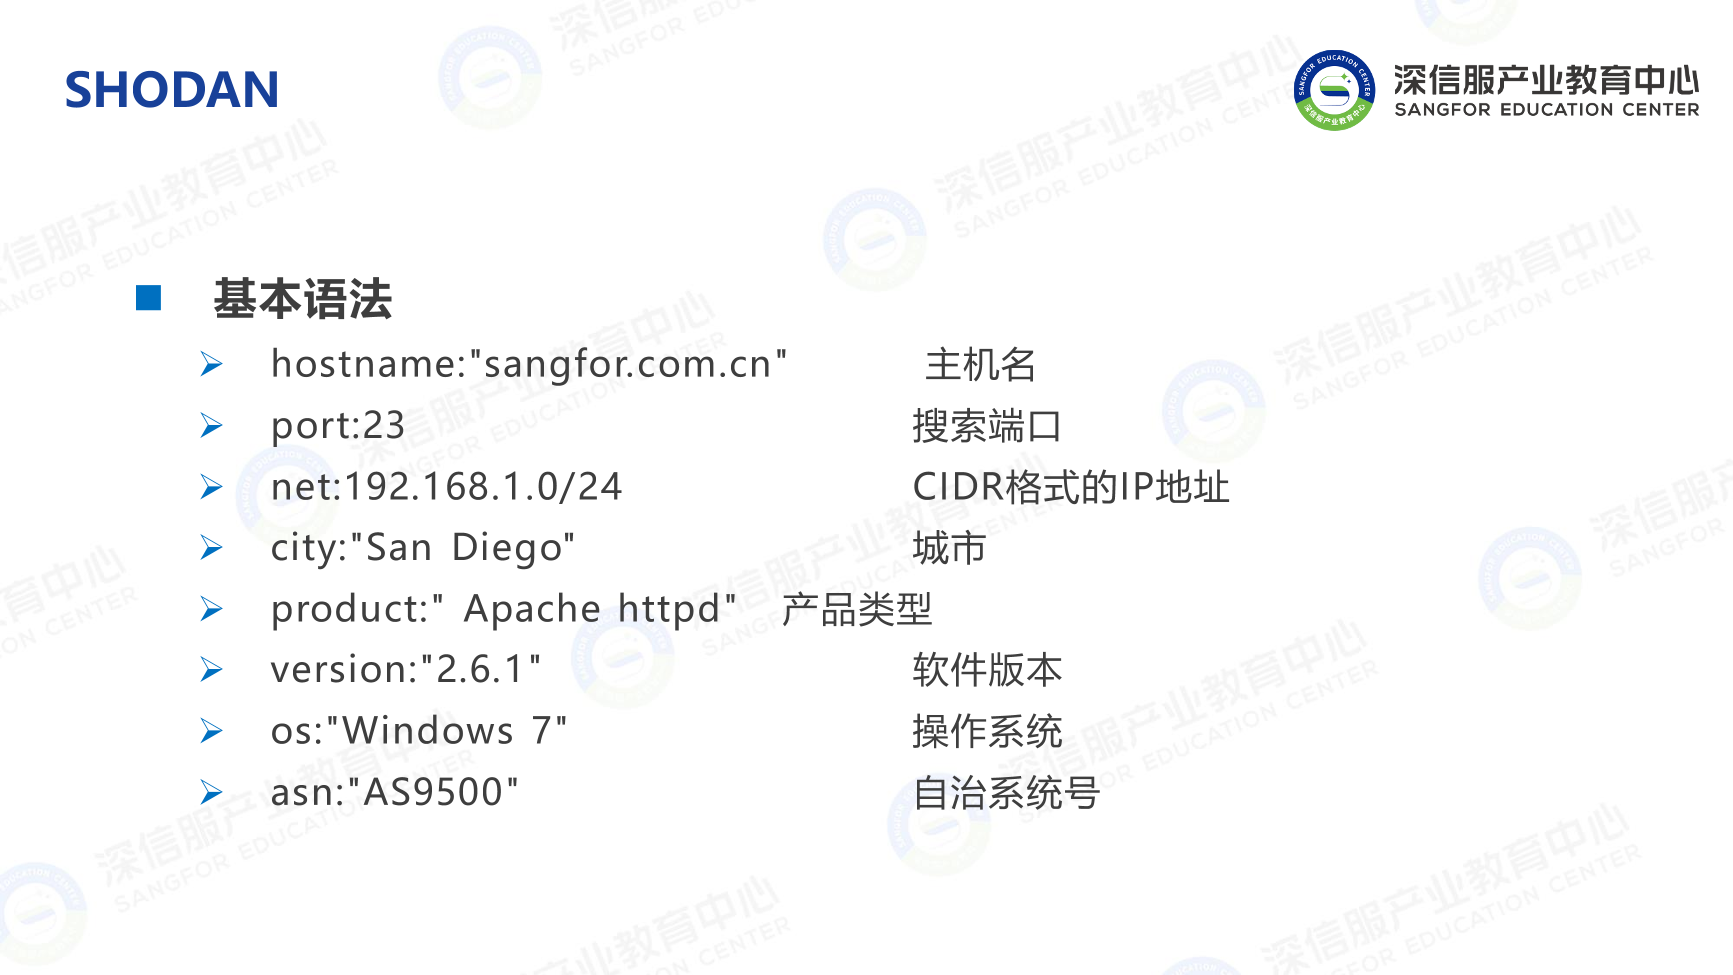 SHODAN
深信服产业教育中心
SANGFOR EDUCATION CENTER
基本语法
hostname:"sangfor.com.cn" 主机名
port:23 搜索端口
net:192.168.1.0/24 CIDR格式的IP地址
city:"San Diego" 城市
product:" Apache httpd" 产品类型
version:"2.6.1" 软件版本
os:"Windows 7" 操作系统
asn:"AS9500" 自治系统号